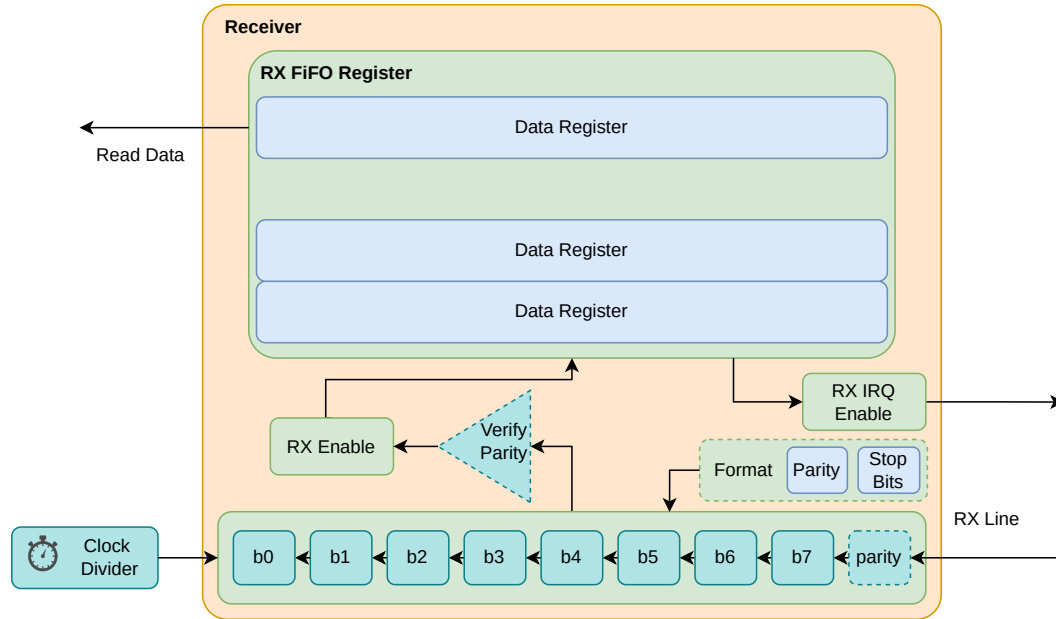 Receiver
RX FiFO Register
Data Register
Read Data
Data Register
Data Register
RX IRQ
Enable
RX Enable
Verify
Parity
Format
Parity
Stop
Bits
RX Line
Clock
Divider
b0
b1
b2
b3
b4
b5
b6
b7
parity